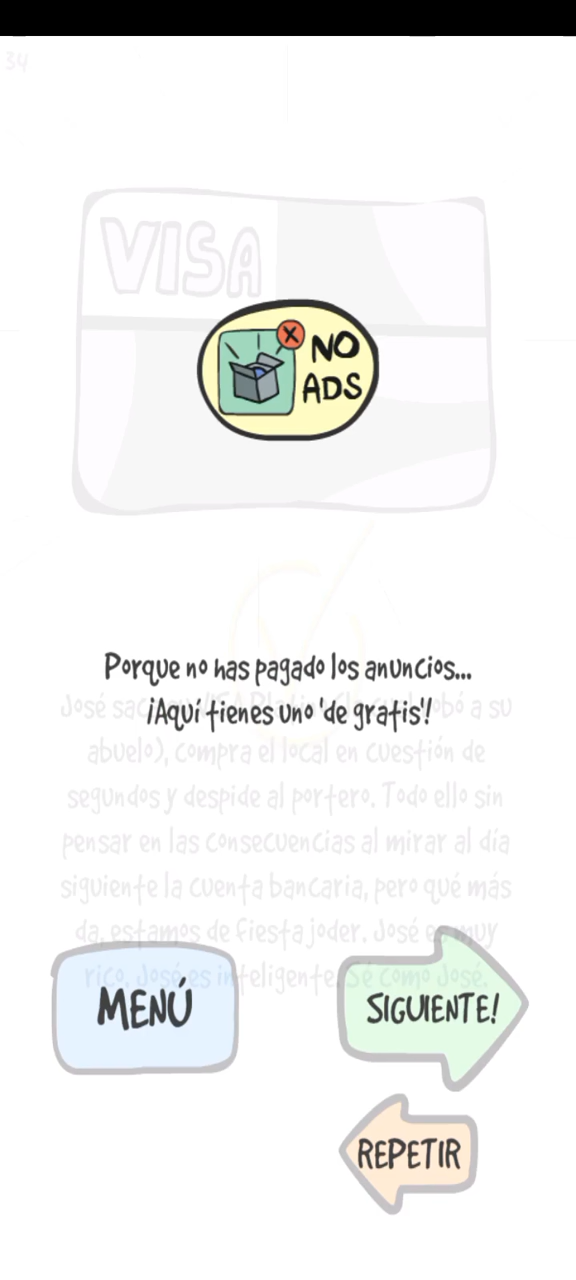 34
VISA
NO
ADS
Porque no has pagado los anuncios...
¡Aquí tienes uno 'de gratis'!
José
abuelo), compra el local en cuestión de
segundos y despide al portero. Todo ello sin
pensar en las consecuencias al mirar al día
siguiente la cuenta bancaria, pero qué más
da, estamos de fiesta joder. José es muy
rico. José es inteligente. Sé como José.
MENÚ
SIGUIENTE!
REPETIR